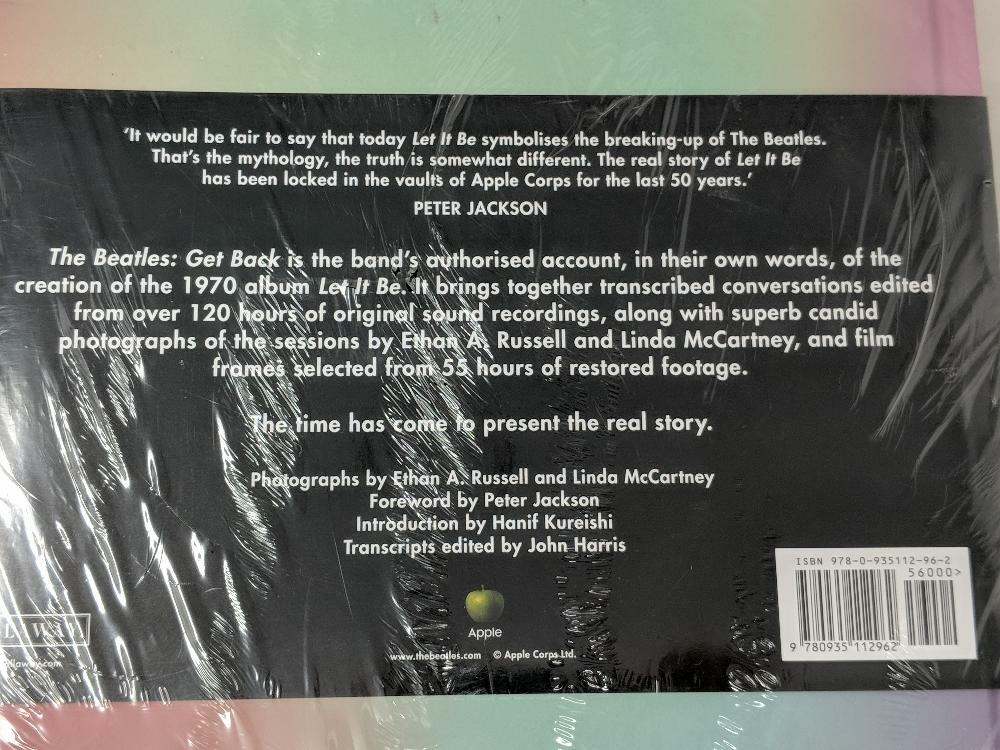 'It would be fair to say that today Let It Be symbolises the breaking-up of The Beatles.
That's the mythology, the truth is somewhat different. The real story of Let It Be
has been locked in the vaults of Apple Corps for the last 50 years.'
PETER JACKSON
The Beatles: Get Back is the band's authorised account, in their own words, of the
creation of the 1970 album Let It Be. It brings together transcribed conversations edited
from over 120 hours of original sound recordings, along with superb candid
photographs of the sessions by Ethan A. Russell and Linda McCartney, and film
frames selected from 55 hours of restored footage.
The time has come to present the real story.
Photographs by Ethan A. Russell and Linda McCartney
Foreword by Peter Jackson
Introduction by Hanif Kureishi
Transcripts edited by John Harris
ISBN 978-0-935112-96-2
56000>
9 780935 112962
Apple
www.thebeatles.com © Apple Corps Ltd.